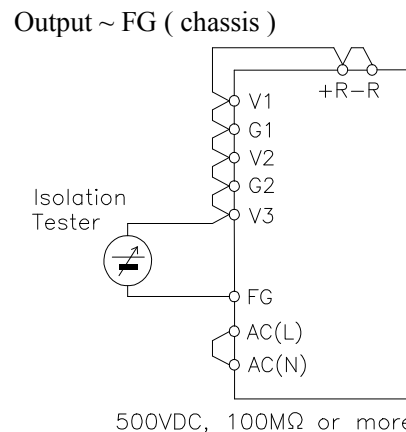 Output ~ FG ( chassis )
+R-R
V1
G1
V2
G2
Isolation
Tester
V3
FG
AC(L)
AC(N)
500VDC, 100MΩ or more